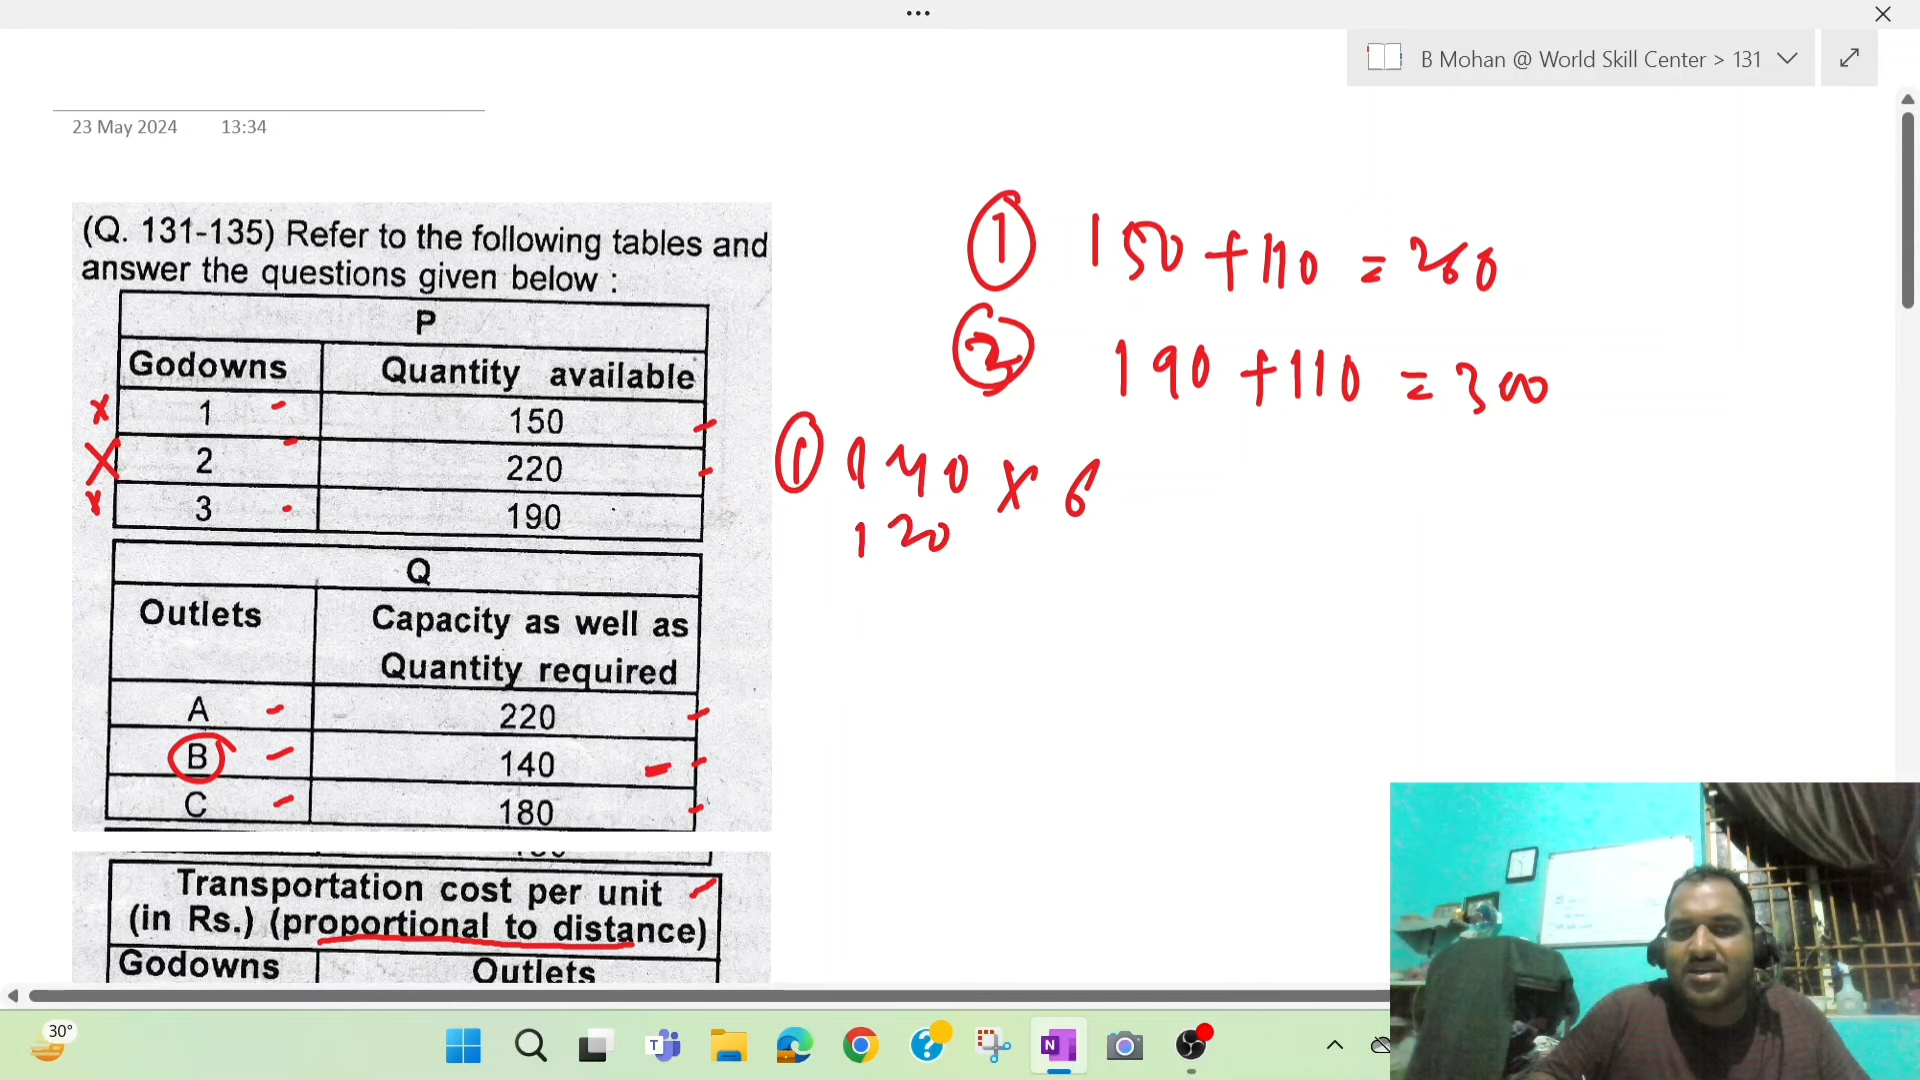 B Mohan @ World Skill Center > 131
23 May 2024 13:34
(Q. 131-135) Refer to the following tables and
answer the questions given below :
P
Godowns Quantity available
1 150
2 220
3 190
Q
Outlets Capacity as well as
Quantity required
A 220
B 140
C 180
Transportation cost per unit
(in Rs.) (proportional to distance)
Godowns Outlets
① 150 + 110 = 260
190 + 110 = 300
① 140 × 6
120
30°